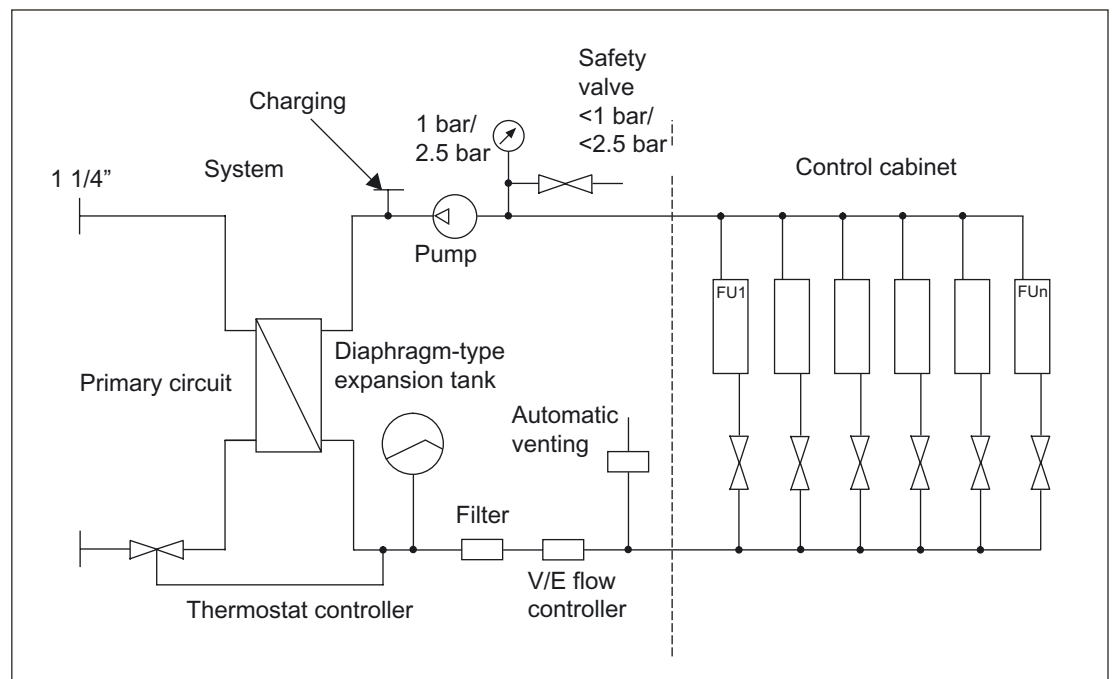 Safety
valve
<1 bar/
<2.5 bar
Charging
1 bar/
2.5 bar
System
1 1/4”
Control cabinet
Pump
FU1
FUn
Diaphragm-type
expansion tank
Primary circuit
Automatic
venting
Filter
V/E flow
controller
Thermostat controller